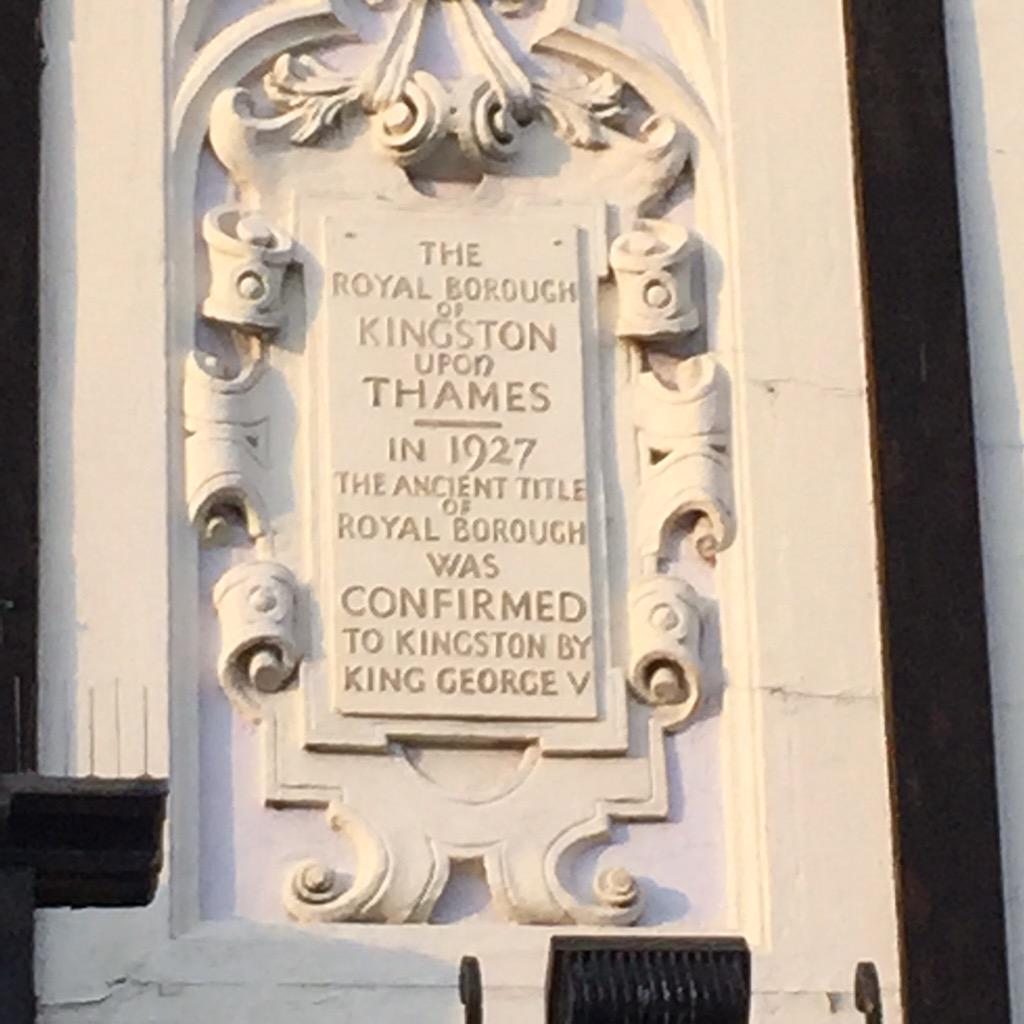 THE
ROYAL BOROUGH
OF
KINGSTON
UPON
THAMES
IN 1927
THE ANCIENT TITLE
OF
ROYAL BOROUGH
WAS
CONFIRMED
TO KINGSTON BY
KING GEORGE V